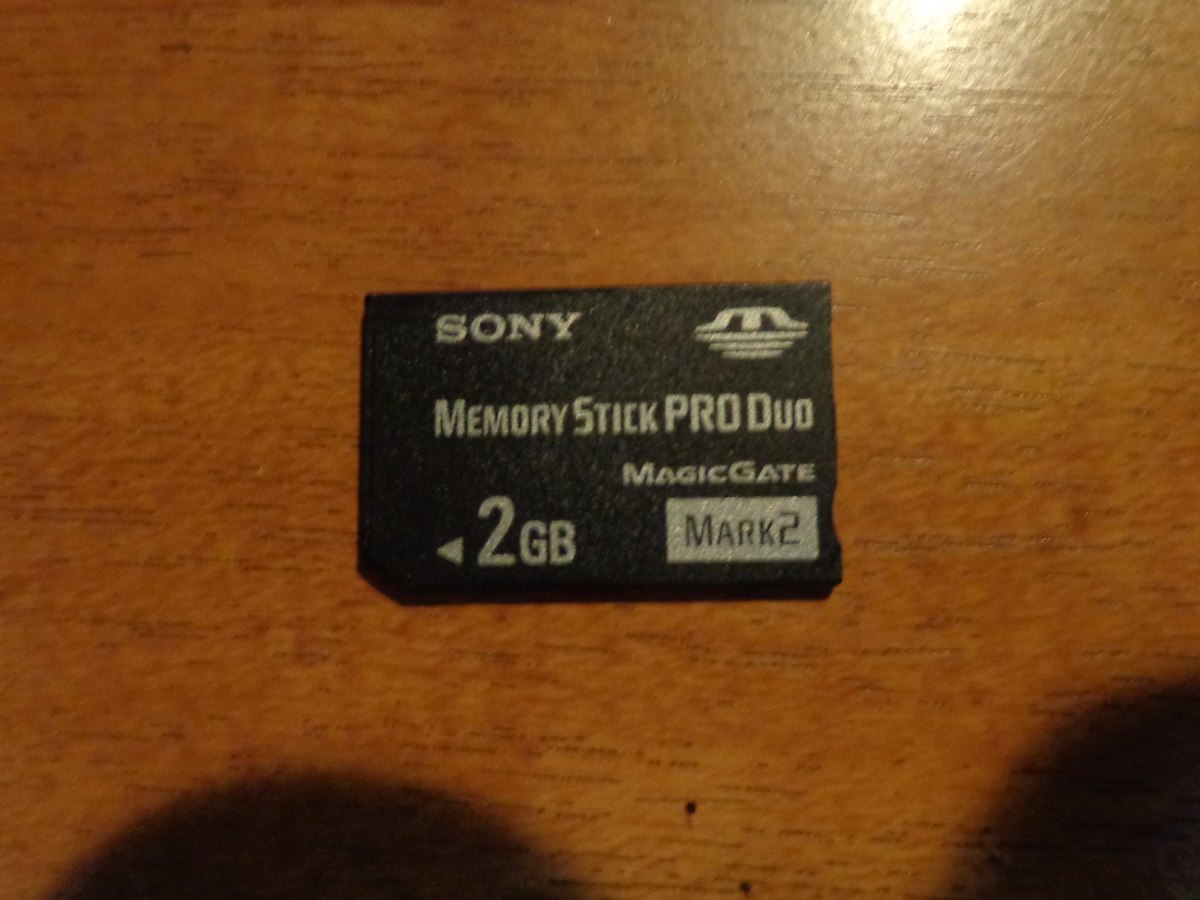 SONY
MEMORY STICK PRO DUO
MAGICGATE
2GB
MARK2